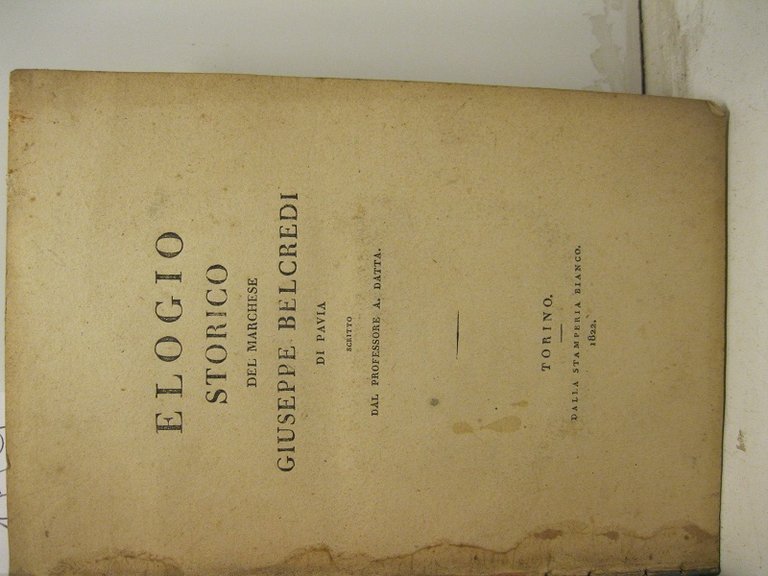 ELOGIO
STORICO
DEL MARCHESE
GIUSEPPE BELCREDI
DI PAVIA
SCRITTO
DAL PROFESSORE A. DATTA.
TORINO.
DALLA STAMPERIA BIANCO.
1822.